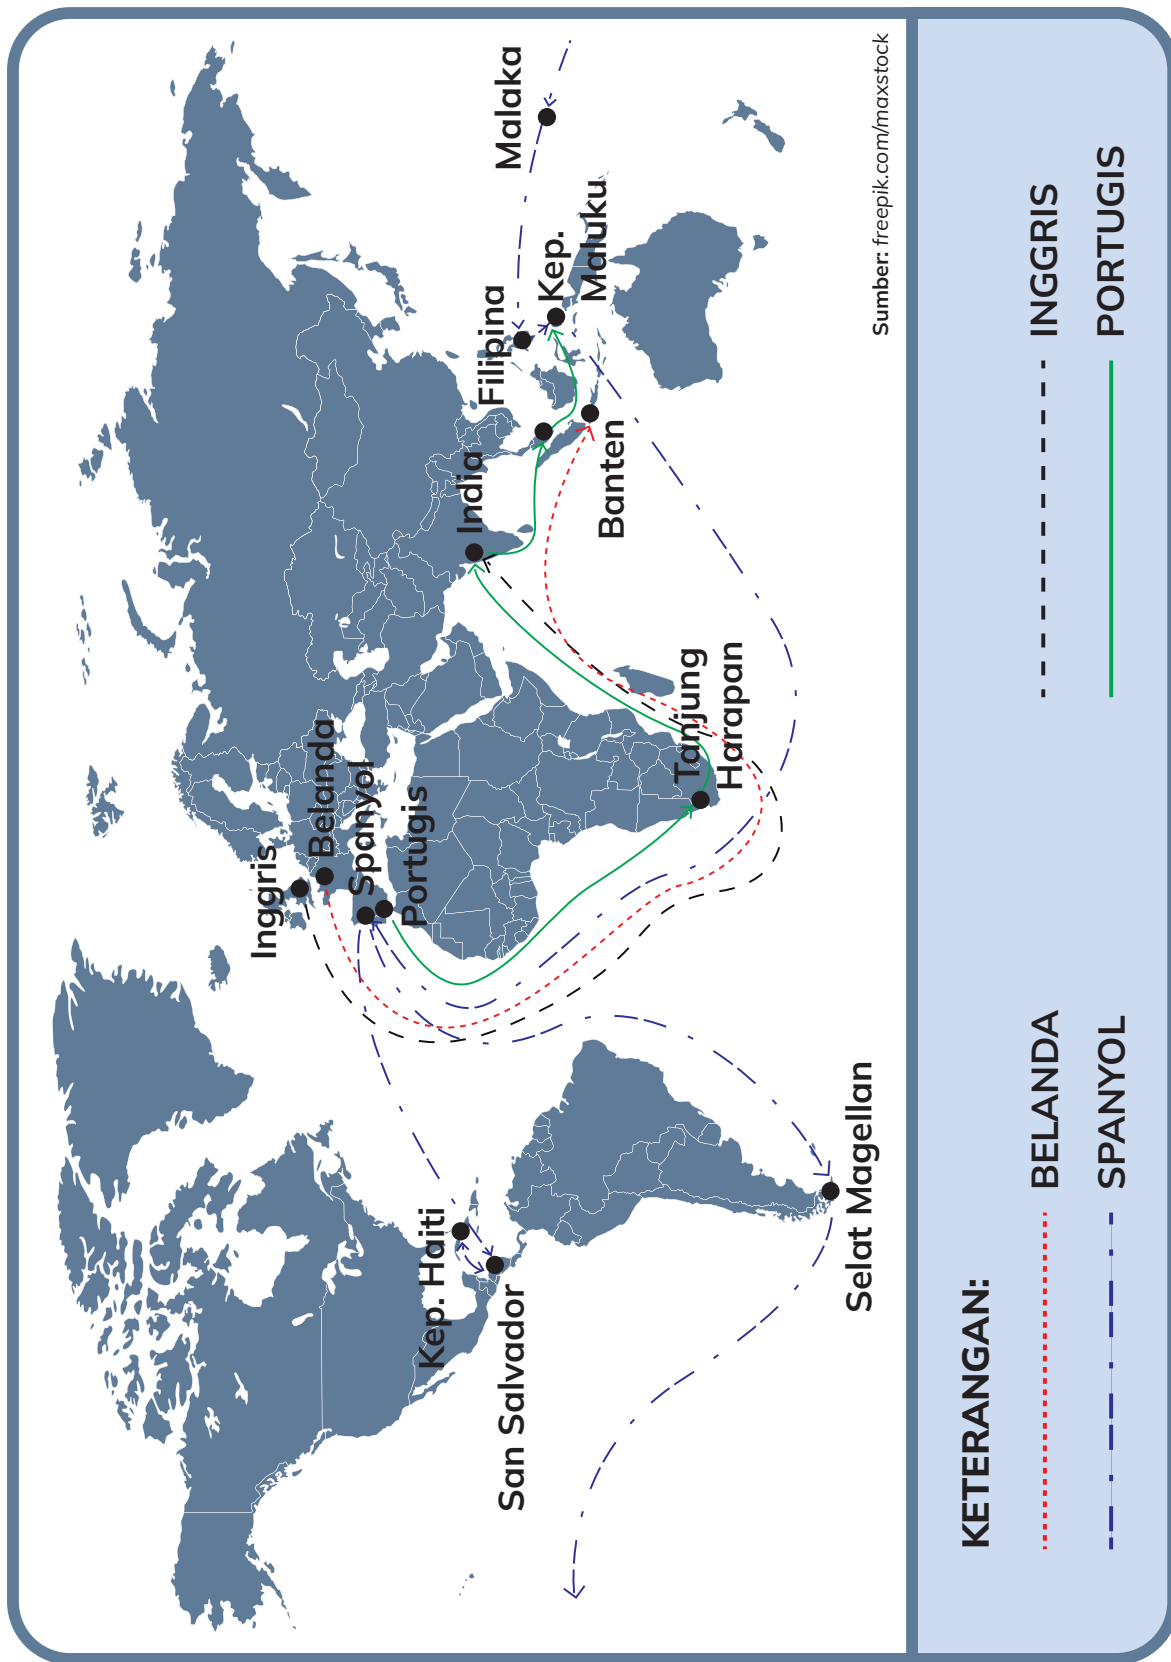 Inggris
Belanda
Spanyol
Portugis
India
Filipina
Malaka
Kep.
Maluku
Banten
Tanjung
Harapan
Kep. Haiti
San Salvador
Selat Magellan
Sumber: freepik.com/maxstock
KETERANGAN:
BELANDA
INGGRIS
SPANYOL
PORTUGIS